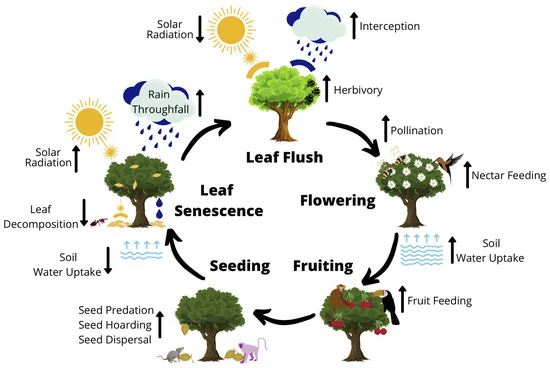 Solar
Radiation
Interception
Rain
Throughfall
Herbivory
Pollination
Solar
Radiation
Leaf Flush
Nectar Feeding
Leaf
Senescence
Flowering
Leaf
Decomposition
Soil
Water Uptake
Soil
Water Uptake
Seeding
Fruiting
Fruit Feeding
Seed Predation
Seed Hoarding
Seed Dispersal